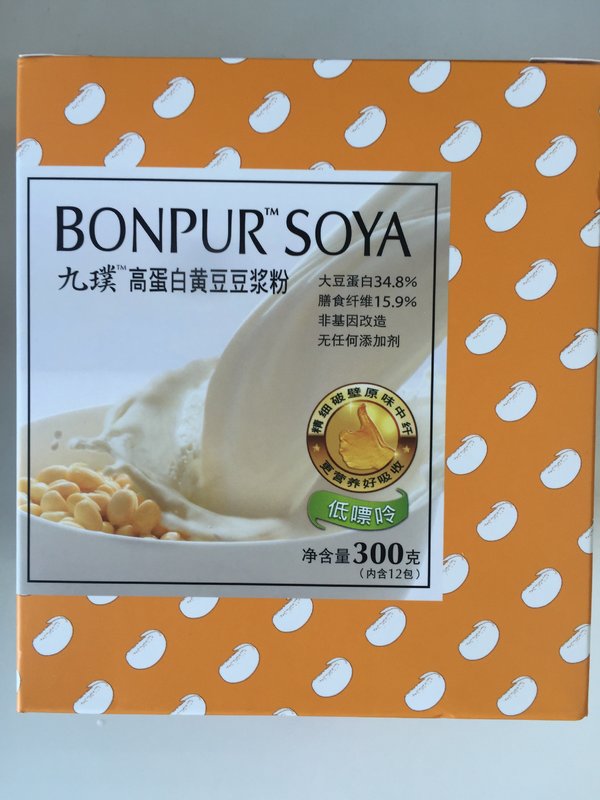 BONPUR™ SOYA
九璞™高蛋白黄豆豆浆粉
大豆蛋白34.8%
膳食纤维15.9%
非基因改造
无任何添加剂
精细破壁原味中纤
更营养好吸收
低嘌呤
净含量300克
(内含12包)